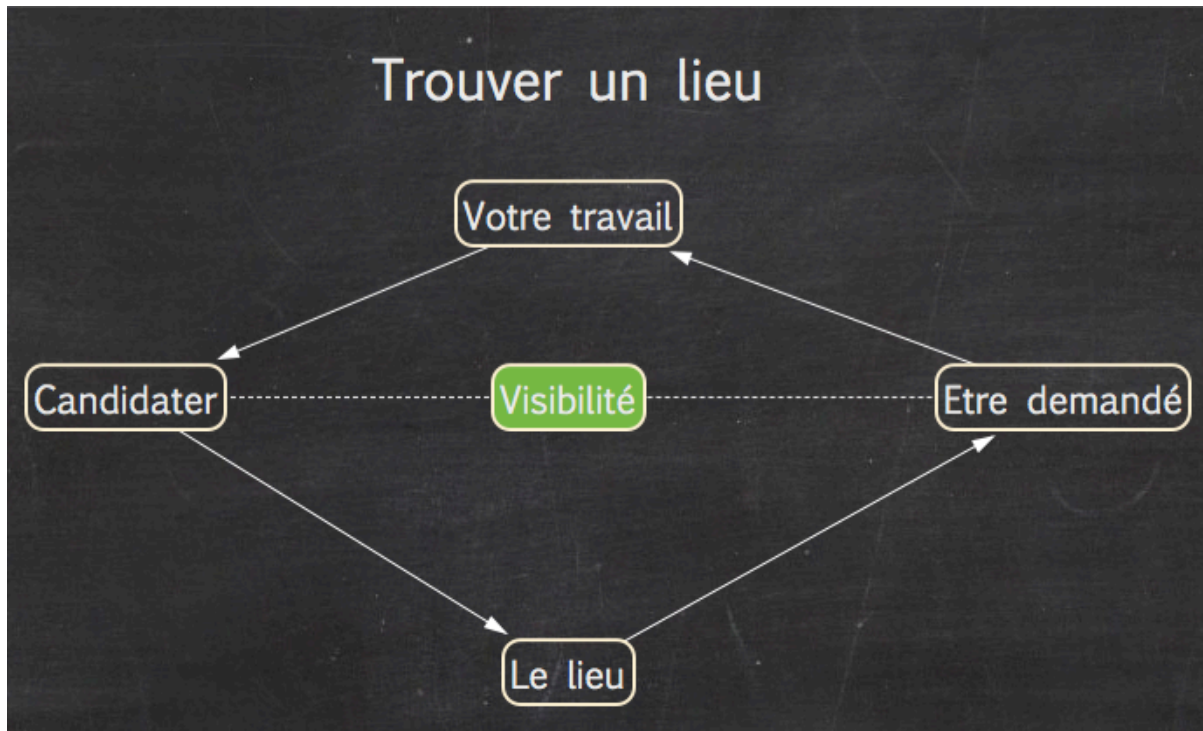 Trouver un lieu
Votre travail
Candidater
Visibilité
Etre demandé
Le lieu